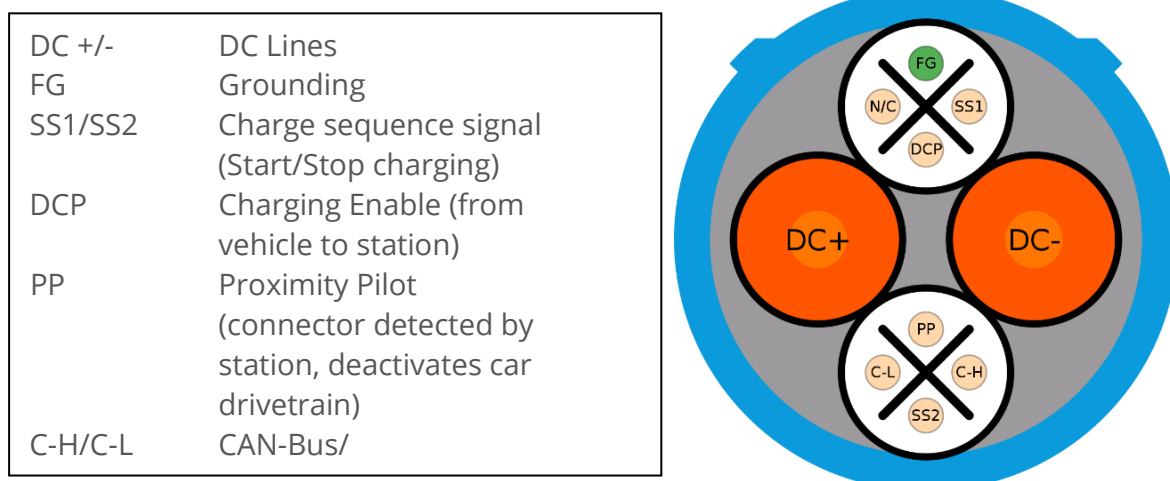 DC +/- DC Lines
FG Grounding
SS1/SS2 Charge sequence signal
(Start/Stop charging)
DCP Charging Enable (from
vehicle to station)
PP Proximity Pilot
(connector detected by
station, deactivates car
drivetrain)
C-H/C-L CAN-Bus/
FG
N/C SS1
DCP
DC+ DC-
PP
C-L C-H
SS2